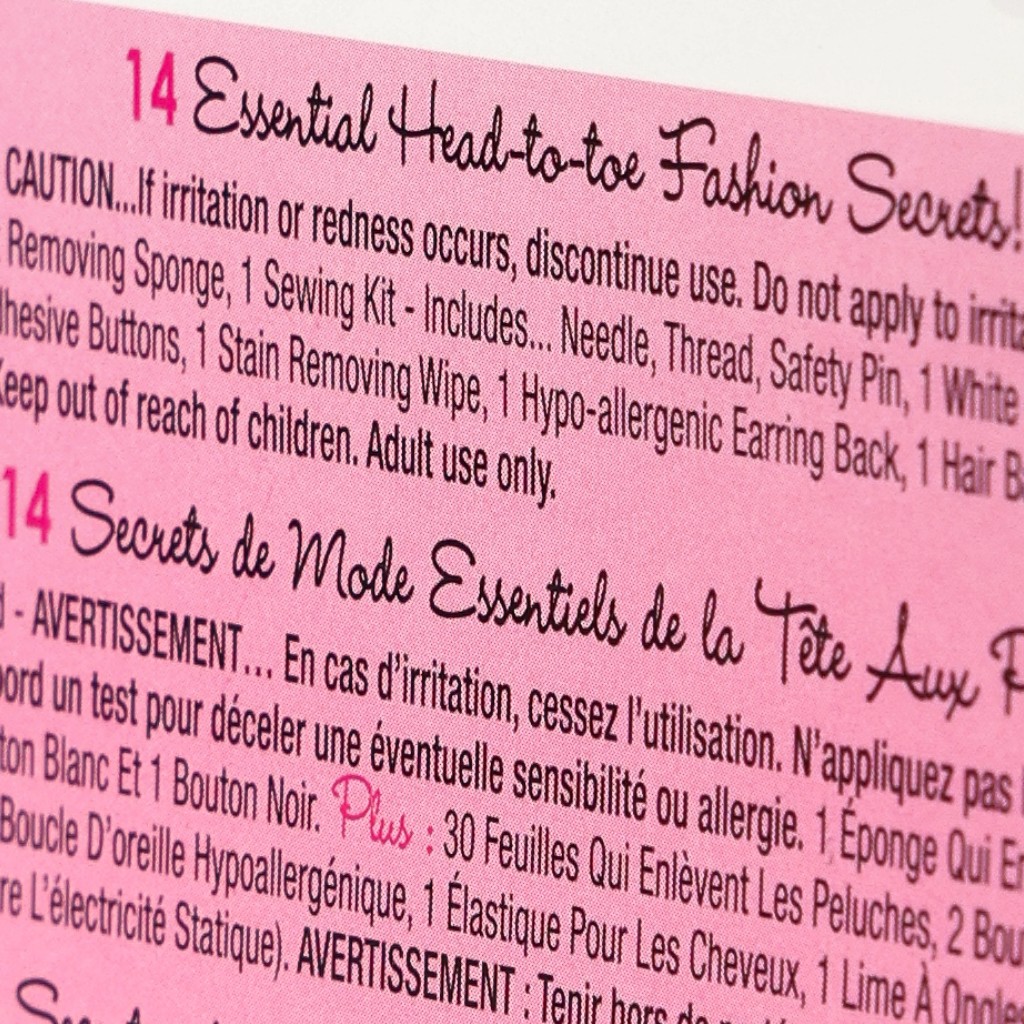 14 Essential Head-to-toe Fashion Secrets!
CAUTION...If irritation or redness occurs, discontinue use. Do not apply to
Removing Sponge, 1 Sewing Kit - Includes... Needle, Thread, Safety Pin, 1 White
Buttons, 1 Stain Removing Wipe, 1 Hypo-allergenic Earring Back, 1 Hair
Keep out of reach of children. Adult use only.
14 Secrets de Mode Essentiels de la Tête Aux
- AVERTISSEMENT... En cas d'irritation, cessez l'utilisation. N'appliquez pas
un test pour déceler une éventuelle sensibilité ou allergie. 1 Éponge Qui
Blanc Et 1 Bouton Noir. Plus : 30 Feuilles Qui Enlèvent Les Peluches, 2
Boucle D'oreille Hypoallergénique, 1 Élastique Pour Les Cheveux, 1 Lime À Ongles
L'électricité Statique). AVERTISSEMENT : Tenir hors de